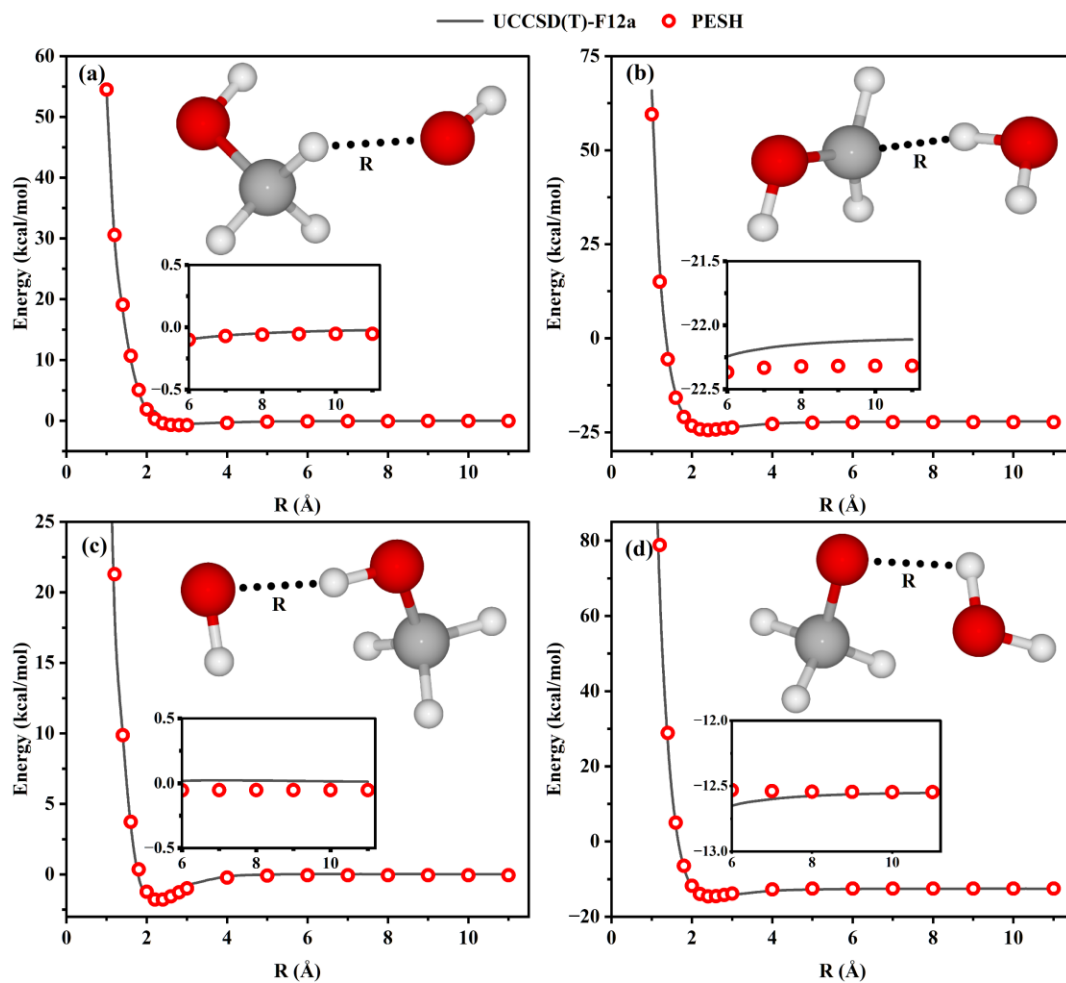 UCCSD(T)-F12a PESH
(a)
Energy (kcal/mol)
60
50
40
30
20
10
0
R
0.5
0.0
−0.5
6 8 10
0 2 4 6 8 10
R (Å)
(b)
Energy (kcal/mol)
75
50
25
0
−25
R
−21.5
−22.0
−22.5
6 8 10
0 2 4 6 8 10
R (Å)
(c)
Energy (kcal/mol)
25
20
15
10
5
0
R
0.5
0.0
−0.5
6 8 10
0 2 4 6 8 10
R (Å)
(d)
Energy (kcal/mol)
80
60
40
20
0
−20
R
−12.0
−12.5
−13.0
6 8 10
0 2 4 6 8 10
R (Å)